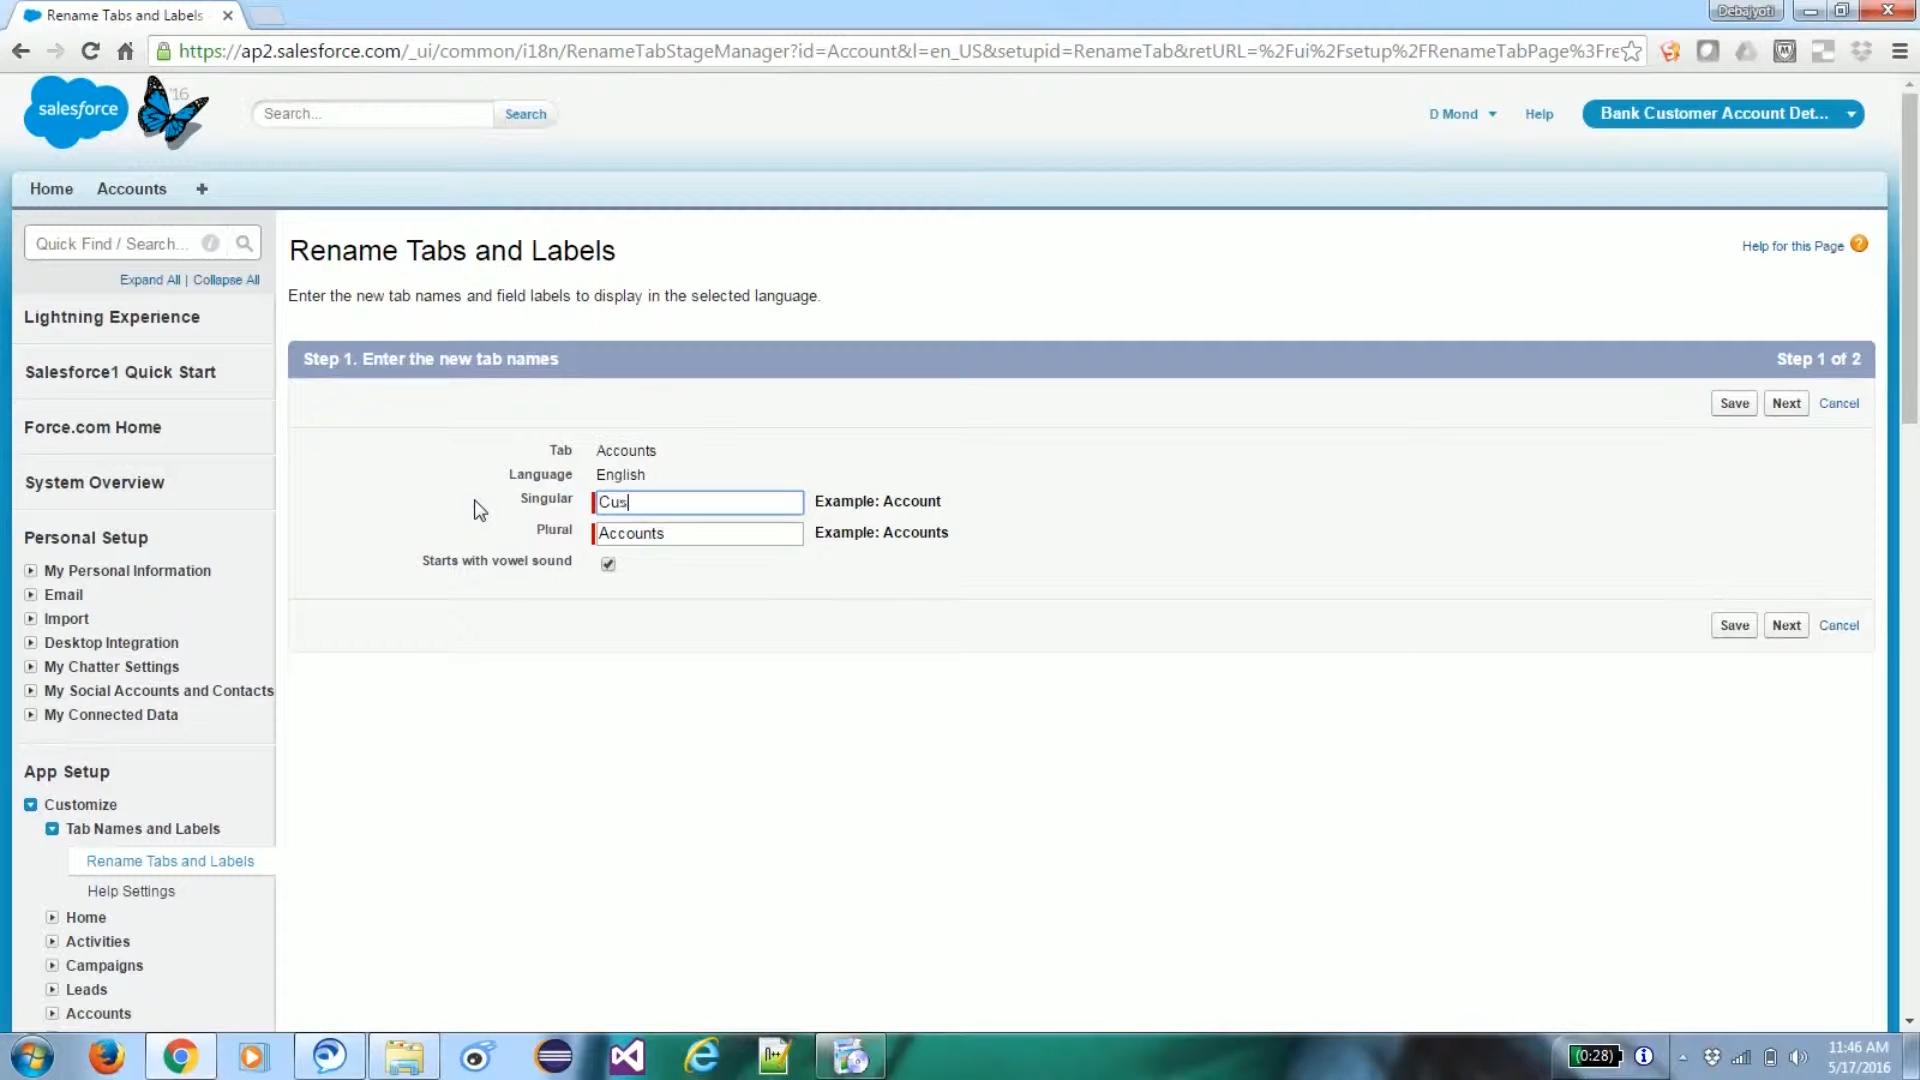 Rename Tabs and Labels
Debajyoti
https://ap2.salesforce.com/_ui/common/i18n/RenameTabStageManager?id=Account&l=en_US&setupid=RenameTab&retURL=%2Fui%2Fsetup%2FRenameTabPage%3Fre
salesforce
'16
Search...
Search
D Mond
Help
Bank Customer Account Det...
Home
Accounts
+
Quick Find / Search...
Expand All | Collapse All
Lightning Experience
Salesforce1 Quick Start
Force.com Home
System Overview
Personal Setup
My Personal Information
Email
Import
Desktop Integration
My Chatter Settings
My Social Accounts and Contacts
My Connected Data
App Setup
Customize
Tab Names and Labels
Rename Tabs and Labels
Help Settings
Home
Activities
Campaigns
Leads
Accounts
Rename Tabs and Labels
Help for this Page
Enter the new tab names and field labels to display in the selected language.
Step 1. Enter the new tab names
Step 1 of 2
Save Next Cancel
Tab Accounts
Language English
Singular Cus Example: Account
Plural Accounts Example: Accounts
Starts with vowel sound
Save Next Cancel
(0:28)
11:46 AM
5/17/2016